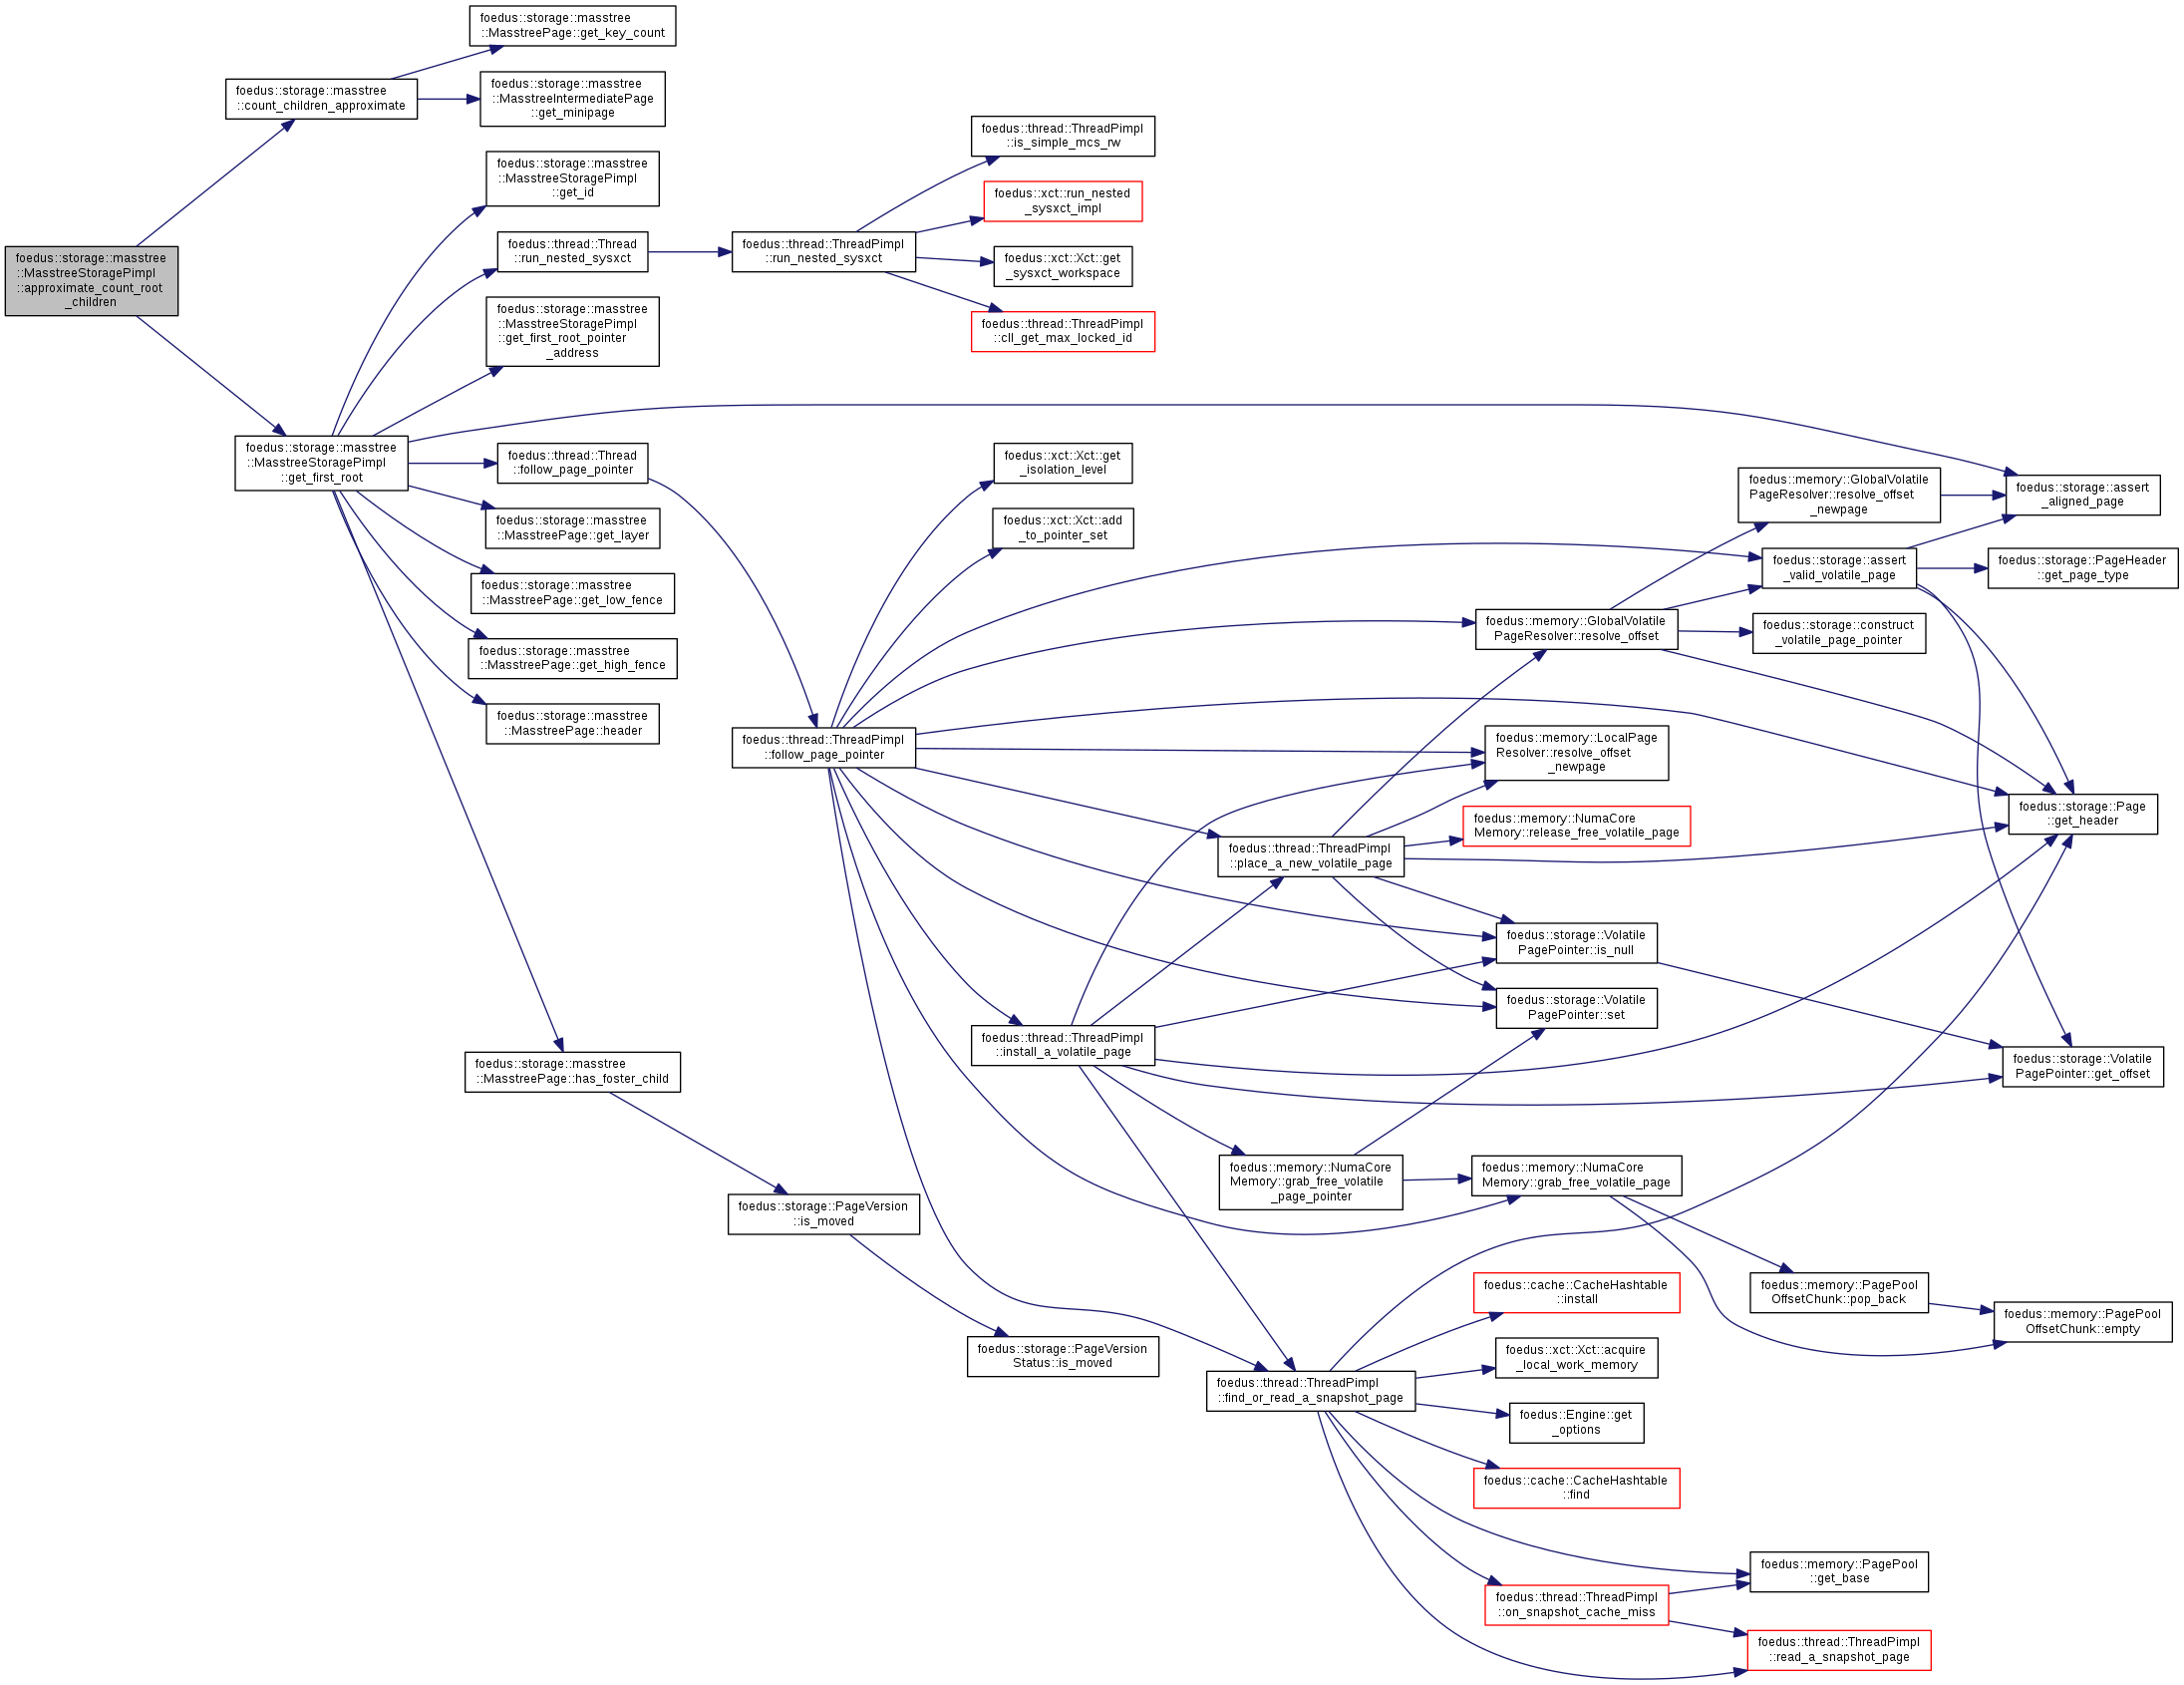 foedus::storage::masstree
::MasstreeStoragePimpl
::approximate_count_root
_children
foedus::storage::masstree
::count_children_approximate
foedus::storage::masstree
::MasstreePage::get_key_count
foedus::storage::masstree
::MasstreeIntermediatePage
::get_minipage
foedus::storage::masstree
::MasstreeStoragePimpl
::get_first_root
foedus::storage::masstree
::MasstreeStoragePimpl
::get_id
foedus::thread::Thread
::run_nested_sysxct
foedus::storage::masstree
::MasstreeStoragePimpl
::get_first_root_pointer
_address
foedus::thread::Thread
::follow_page_pointer
foedus::storage::masstree
::MasstreePage::get_layer
foedus::storage::masstree
::MasstreePage::get_low_fence
foedus::storage::masstree
::MasstreePage::get_high_fence
foedus::storage::masstree
::MasstreePage::header
foedus::storage::masstree
::MasstreePage::has_foster_child
foedus::thread::ThreadPimpl
::run_nested_sysxct
foedus::thread::ThreadPimpl
::follow_page_pointer
foedus::storage::PageVersion
::is_moved
foedus::thread::ThreadPimpl
::is_simple_mcs_rw
foedus::xct::run_nested
_sysxct_impl
foedus::xct::Xct::get
_sysxct_workspace
foedus::thread::ThreadPimpl
::cll_get_max_locked_id
foedus::xct::Xct::get
_isolation_level
foedus::xct::Xct::add
_to_pointer_set
foedus::thread::ThreadPimpl
::install_a_volatile_page
foedus::storage::PageVersion
Status::is_moved
foedus::thread::ThreadPimpl
::place_a_new_volatile_page
foedus::memory::NumaCore
Memory::grab_free_volatile
_page_pointer
foedus::thread::ThreadPimpl
::find_or_read_a_snapshot_page
foedus::memory::GlobalVolatile
PageResolver::resolve_offset
foedus::memory::LocalPage
Resolver::resolve_offset
_newpage
foedus::memory::NumaCore
Memory::release_free_volatile_page
foedus::storage::Volatile
PagePointer::is_null
foedus::storage::Volatile
PagePointer::set
foedus::memory::NumaCore
Memory::grab_free_volatile_page
foedus::cache::CacheHashtable
::install
foedus::xct::Xct::acquire
_local_work_memory
foedus::Engine::get
_options
foedus::cache::CacheHashtable
::find
foedus::thread::ThreadPimpl
::on_snapshot_cache_miss
foedus::memory::GlobalVolatile
PageResolver::resolve_offset
_newpage
foedus::storage::assert
_valid_volatile_page
foedus::storage::construct
_volatile_page_pointer
foedus::memory::PagePool
OffsetChunk::pop_back
foedus::memory::PagePool
::get_base
foedus::thread::ThreadPimpl
::read_a_snapshot_page
foedus::storage::assert
_aligned_page
foedus::storage::PageHeader
::get_page_type
foedus::storage::Page
::get_header
foedus::storage::Volatile
PagePointer::get_offset
foedus::memory::PagePool
OffsetChunk::empty